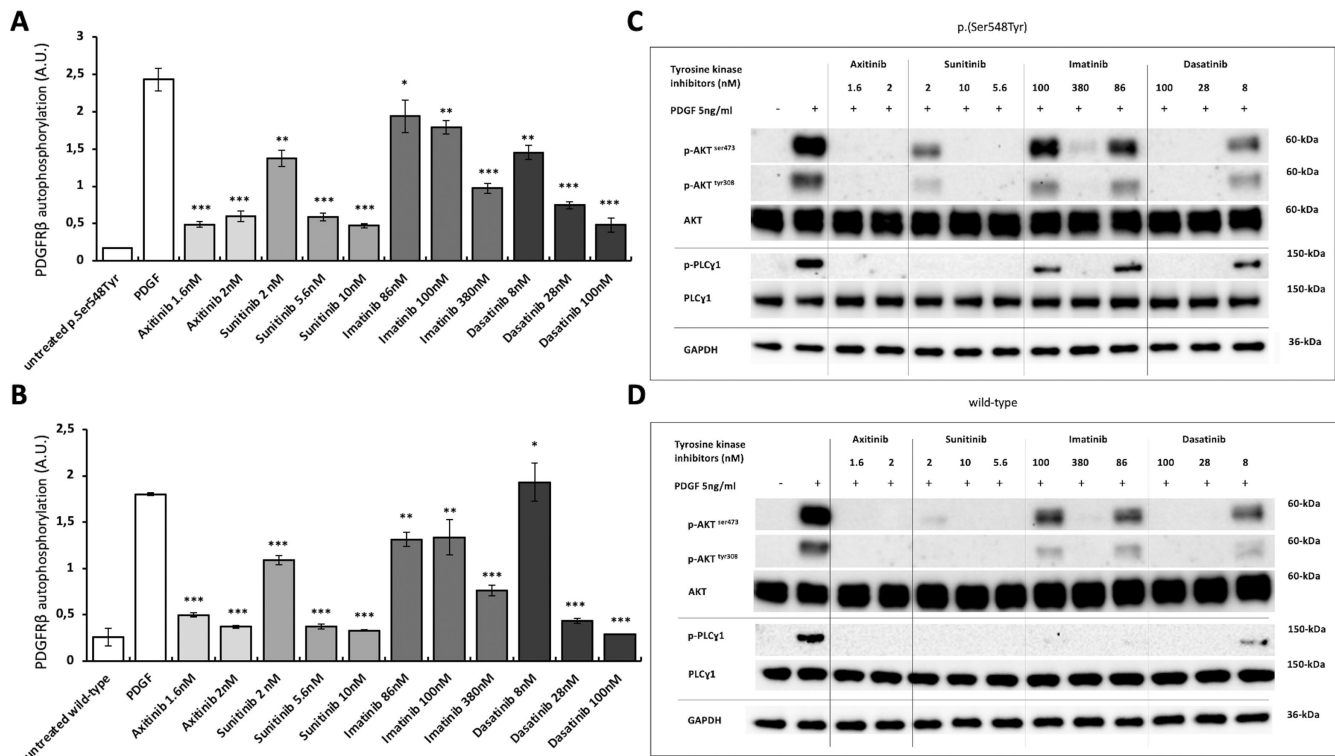 A
PDGFRβ autophosphorylation (A.U.)
3
2,5
2
1,5
1
0,5
0
*
**
**
**
***
***
***
***
***
***
***
untreated p.Ser548Tyr
PDGF
Axitinib 1.6nM
Axitinib 2nM
Sunitinib 2 nM
Sunitinib 5.6nM
Sunitinib 10nM
Imatinib 86nM
Imatinib 100nM
Imatinib 380nM
Dasatinib 8nM
Dasatinib 28nM
Dasatinib 100nM
B
PDGFRβ autophosphorylation (A.U.)
2,5
2
1,5
1
0,5
0
*
**
**
***
***
***
***
***
***
***
***
untreated wild-type
PDGF
Axitinib 1.6nM
Axitinib 2nM
Sunitinib 2 nM
Sunitinib 5.6nM
Sunitinib 10nM
Imatinib 86nM
Imatinib 100nM
Imatinib 380nM
Dasatinib 8nM
Dasatinib 28nM
Dasatinib 100nM
C
p.(Ser548Tyr)
Tyrosine kinase inhibitors (nM) Axitinib Sunitinib Imatinib Dasatinib
1.6 2 2 10 5.6 100 380 86 100 28 8
PDGF 5ng/ml - + + + + + + + + + + + +
p-AKT ser473 60-kDa
p-AKT tyr308 60-kDa
AKT 60-kDa
p-PLCγ1 150-kDa
PLCγ1 150-kDa
GAPDH 36-kDa
D
wild-type
Tyrosine kinase inhibitors (nM) Axitinib Sunitinib Imatinib Dasatinib
1.6 2 2 10 5.6 100 380 86 100 28 8
PDGF 5ng/ml - + + + + + + + + + + + +
p-AKT ser473 60-kDa
p-AKT tyr308 60-kDa
AKT 60-kDa
p-PLCγ1 150-kDa
PLCγ1 150-kDa
GAPDH 36-kDa